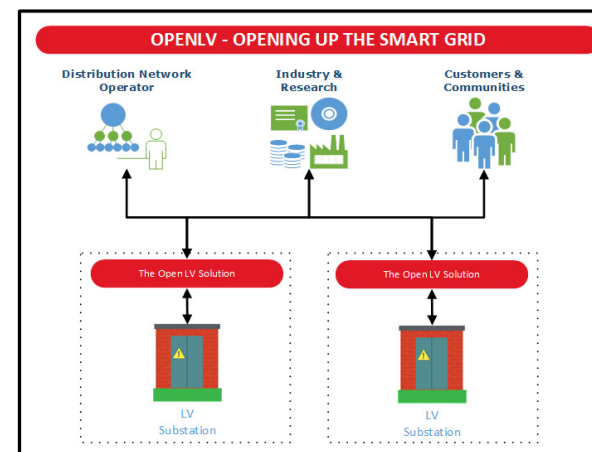 OPENLV - OPENING UP THE SMART GRID
Distribution Network
Operator
Industry &
Research
Customers &
Communities
The Open LV Solution
The Open LV Solution
LV
Substation
LV
Substation